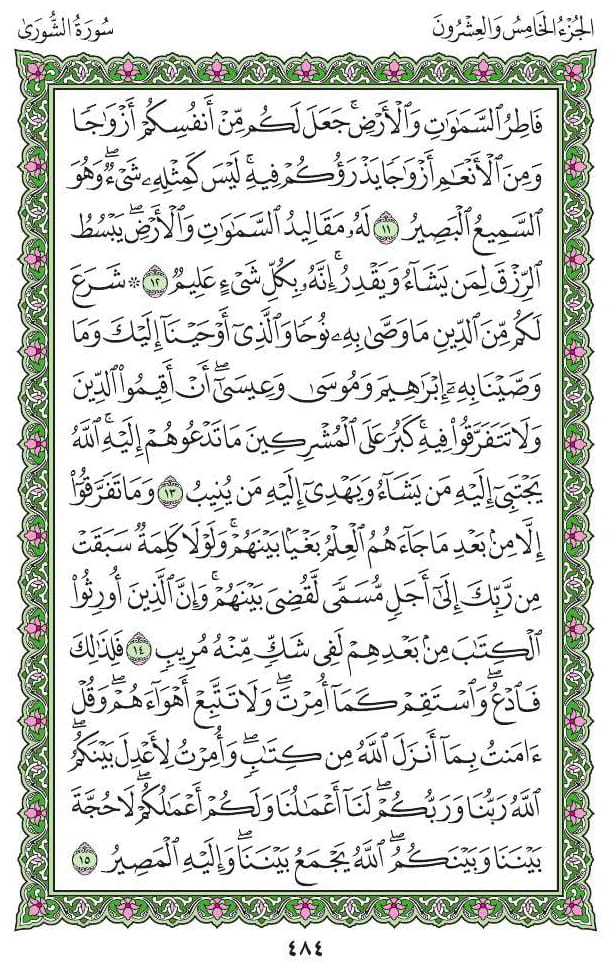 الجُزْءُ الخَامِسُ وَالعِشْرُونَ
سُورَةُ الشُّورَىٰ
فَاطِرُ ٱلسَّمَٰوَٰتِ وَٱلۡأَرۡضِۚ جَعَلَ لَكُم مِّنۡ أَنفُسِكُمۡ أَزۡوَٰجٗا
وَمِنَ ٱلۡأَنۡعَٰمِ أَزۡوَٰجٗا يَذۡرَؤُكُمۡ فِيهِۚ لَيۡسَ كَمِثۡلِهِۦ شَيۡءٞۖ وَهُوَ
ٱلسَّمِيعُ ٱلۡبَصِيرُ ١١ لَهُۥ مَقَالِيدُ ٱلسَّمَٰوَٰتِ وَٱلۡأَرۡضِۖ يَبۡسُطُ
ٱلرِّزۡقَ لِمَن يَشَآءُ وَيَقۡدِرُۚ إِنَّهُۥ بِكُلِّ شَيۡءٍ عَلِيمٞ ١٢ * شَرَعَ
لَكُم مِّنَ ٱلدِّينِ مَا وَصَّىٰ بِهِۦ نُوحٗا وَٱلَّذِيٓ أَوۡحَيۡنَآ إِلَيۡكَ وَمَا
وَصَّيۡنَا بِهِۦٓ إِبۡرَٰهِيمَ وَمُوسَىٰ وَعِيسَىٰٓۖ أَنۡ أَقِيمُواْ ٱلدِّينَ
وَلَا تَتَفَرَّقُواْ فِيهِۚ كَبُرَ عَلَى ٱلۡمُشۡرِكِينَ مَا تَدۡعُوهُمۡ إِلَيۡهِۚ ٱللَّهُ
يَجۡتَبِيٓ إِلَيۡهِ مَن يَشَآءُ وَيَهۡدِيٓ إِلَيۡهِ مَن يُنِيبُ ١٣ وَمَا تَفَرَّقُوٓاْ
إِلَّا مِنۢ بَعۡدِ مَا جَآءَهُمُ ٱلۡعِلۡمُ بَغۡيَۢا بَيۡنَهُمۡۚ وَلَوۡلَا كَلِمَةٞ سَبَقَتۡ
مِن رَّبِّكَ إِلَىٰٓ أَجَلٖ مُّسَمّٗى لَّقُضِيَ بَيۡنَهُمۡۚ وَإِنَّ ٱلَّذِينَ أُورِثُواْ
ٱلۡكِتَٰبَ مِنۢ بَعۡدِهِمۡ لَفِي شَكّٖ مِّنۡهُ مُرِيبٖ ١٤ فَلِذَٰلِكَ
فَٱدۡعُۖ وَٱسۡتَقِمۡ كَمَآ أُمِرۡتَۖ وَلَا تَتَّبِعۡ أَهۡوَآءَهُمۡۖ وَقُلۡ
ءَامَنتُ بِمَآ أَنزَلَ ٱللَّهُ مِن كِتَٰبٖۖ وَأُمِرۡتُ لِأَعۡدِلَ بَيۡنَكُمُۖ
ٱللَّهُ رَبُّنَا وَرَبُّكُمۡۖ لَنَآ أَعۡمَٰلُنَا وَلَكُمۡ أَعۡمَٰلُكُمۡۖ لَا حُجَّةَ
بَيۡنَنَا وَبَيۡنَكُمُۖ ٱللَّهُ يَجۡمَعُ بَيۡنَنَاۖ وَإِلَيۡهِ ٱلۡمَصِيرُ ١٥
٤٨٤